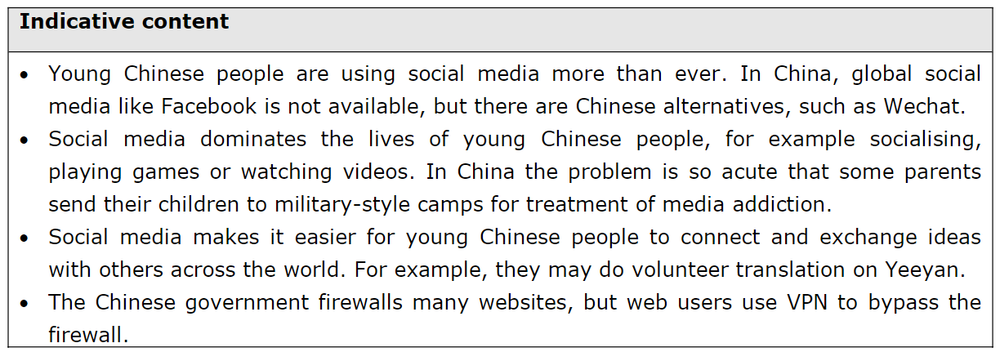 Indicative content
• Young Chinese people are using social media more than ever. In China, global social
media like Facebook is not available, but there are Chinese alternatives, such as Wechat.
• Social media dominates the lives of young Chinese people, for example socialising,
playing games or watching videos. In China the problem is so acute that some parents
send their children to military-style camps for treatment of media addiction.
• Social media makes it easier for young Chinese people to connect and exchange ideas
with others across the world. For example, they may do volunteer translation on Yeeyan.
• The Chinese government firewalls many websites, but web users use VPN to bypass the
firewall.